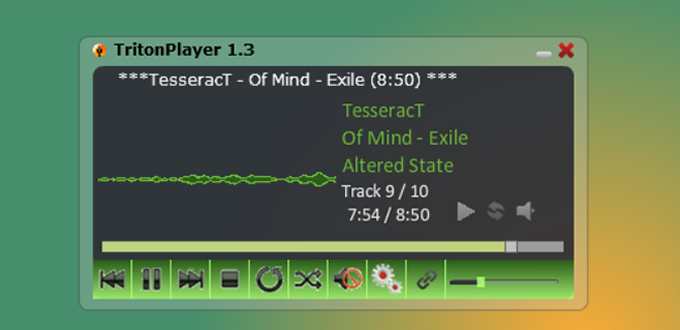 TritonPlayer 1.3
***TesseracT - Of Mind - Exile (8:50) ***
TesseracT
Of Mind - Exile
Altered State
Track 9 / 10
7:54 / 8:50